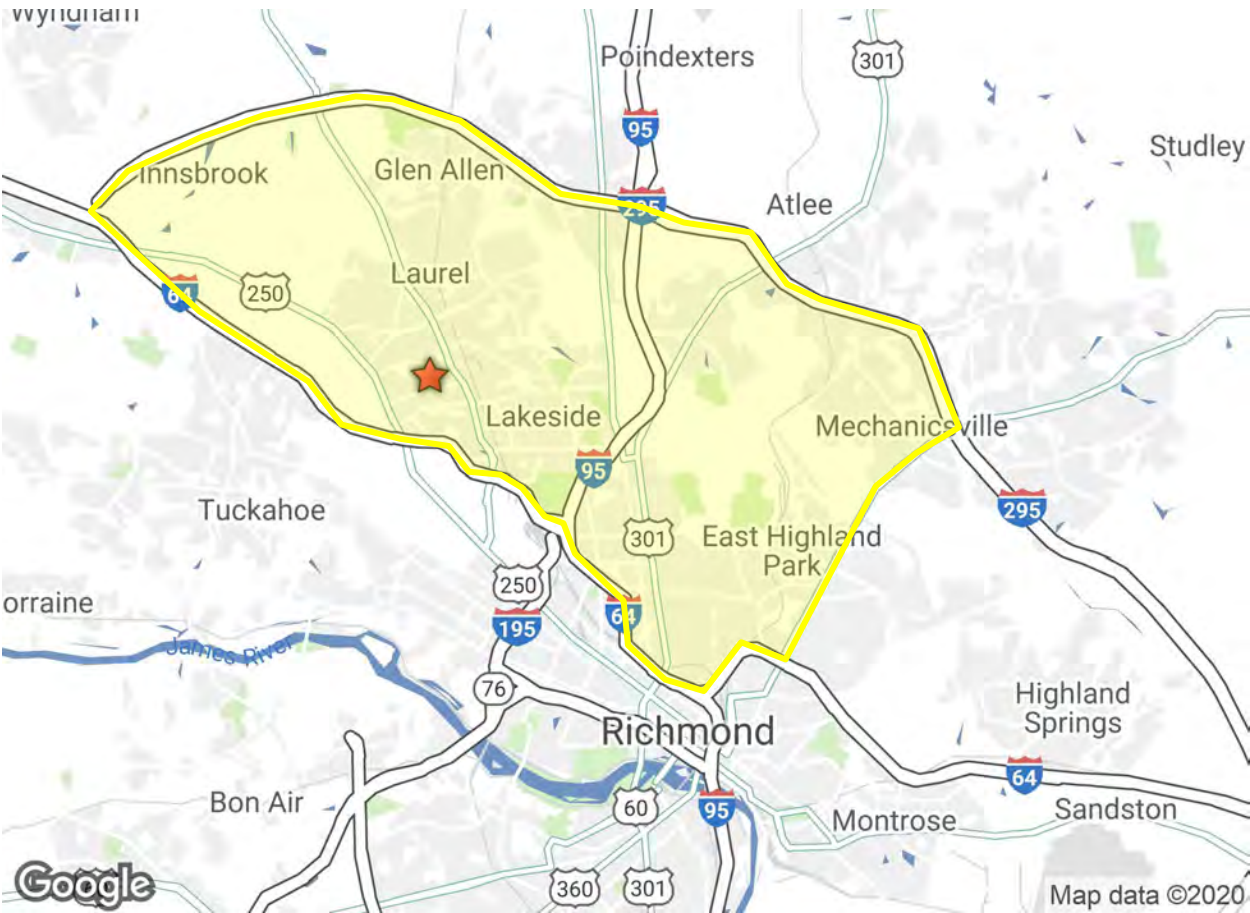 Wyndham
Poindexters
301
95
Studley
Innsbrook
Glen Allen
295
Atlee
Laurel
64
250
Lakeside
Mechanicsville
95
Tuckahoe
295
301
East Highland
Park
250
orraine
64
195
James River
76
Highland
Springs
Richmond
64
Bon Air
60
95
Montrose
Sandston
Google
360
301
Map data ©2020